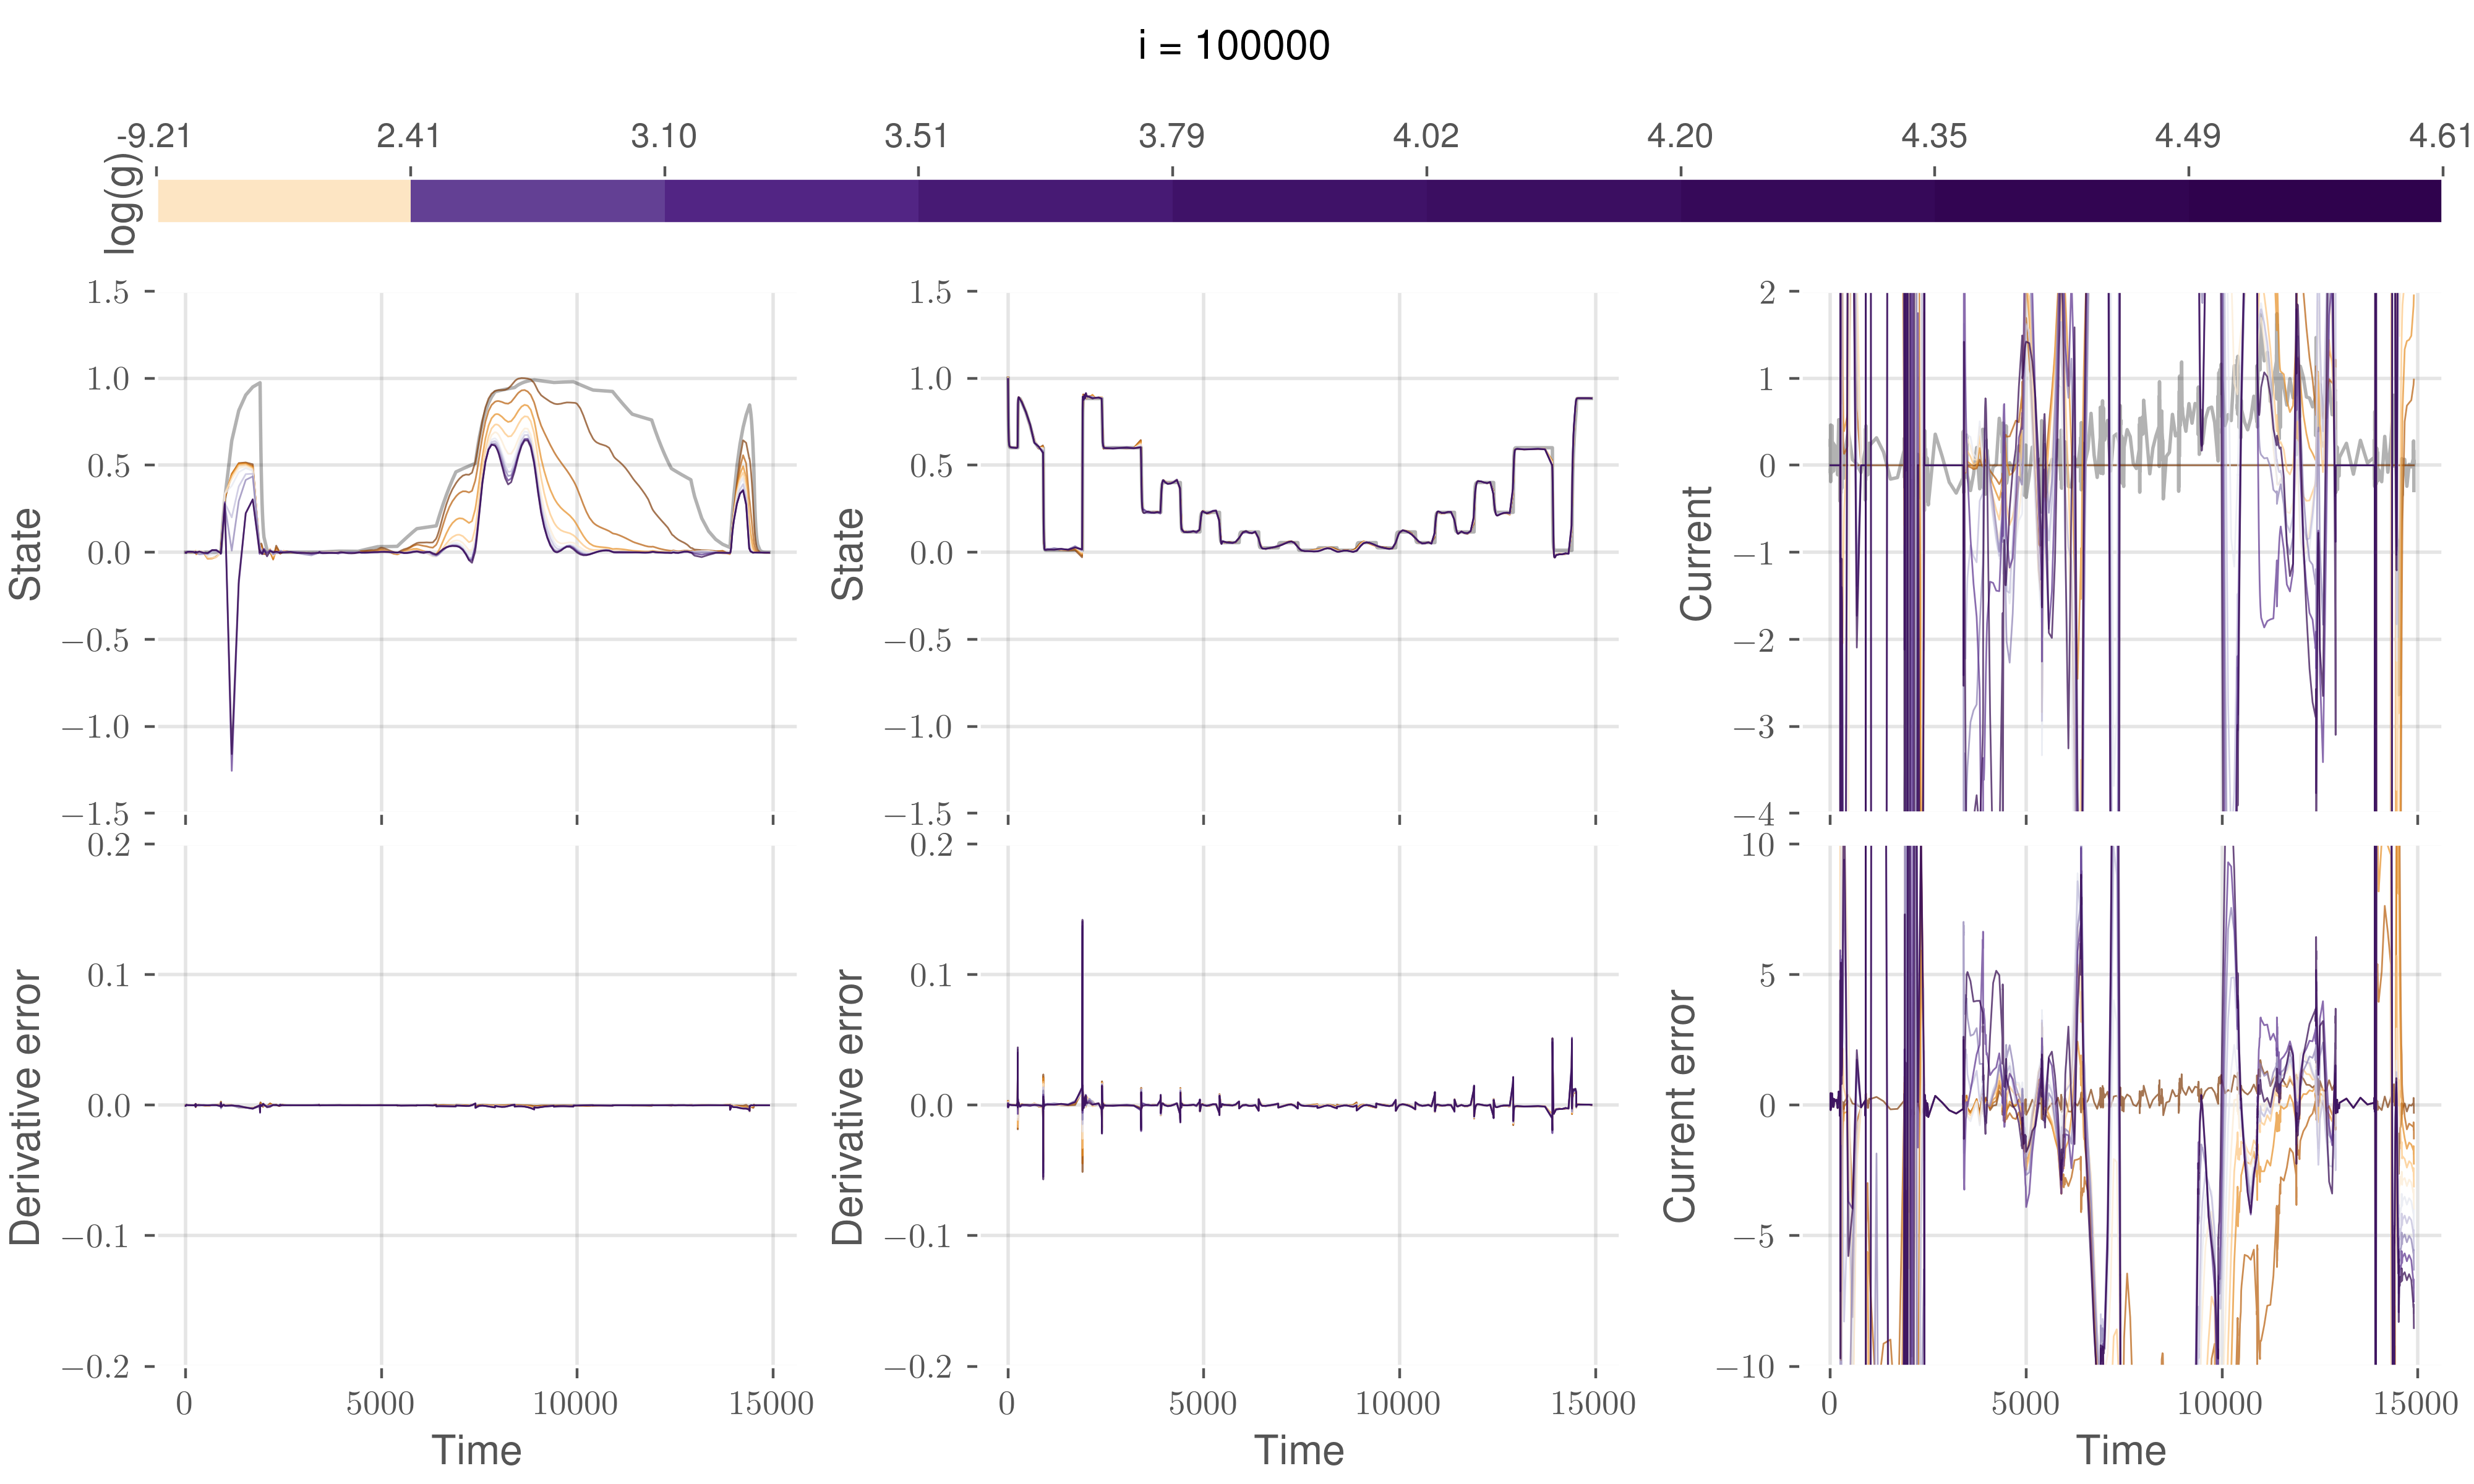 i = 100000
-9.21 2.41 3.10 3.51 3.79 4.02 4.20 4.35 4.49 4.61
log(g)
State
1.5
1.0
0.5
0.0
−0.5
−1.0
−1.5
State
1.5
1.0
0.5
0.0
−0.5
−1.0
−1.5
Current
2
1
0
−1
−2
−3
−4
Derivative error
0.2
0.1
0.0
−0.1
−0.2
0 5000 10000 15000
Time
Derivative error
0.2
0.1
0.0
−0.1
−0.2
0 5000 10000 15000
Time
Current error
10
5
0
−5
−10
0 5000 10000 15000
Time